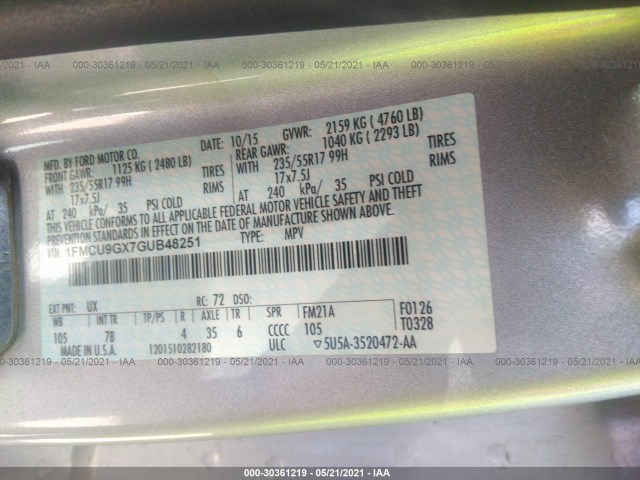 000-30361219 - 05/21/2021 - IAA
000-30361219 - 05/21/2021 - IAA
000-30361219 - 05/21/2021 - IAA
MFD. BY FORD MOTOR CO.
10/15
GVWR: 2159 KG ( 4760 LB)
FRONT GAWR: 1125 KG ( 2480 LB)
REAR GAWR: 1040 KG ( 2293 LB)
WITH 235/55R17 99H TIRES
WITH 235/55R17 99H TIRES
17x7.5J RIMS
17x7.5J RIMS
AT 240 kPa/ 35 PSI COLD
AT 240 kPa/ 35 PSI COLD
THIS VEHICLE CONFORMS TO ALL APPLICABLE FEDERAL MOTOR VEHICLE SAFETY AND THEFT
PREVENTION STANDARDS IN EFFECT ON THE DATE OF MANUFACTURE SHOWN ABOVE.
VIN: 1FMCU9GX7GUB48251
TYPE: MPV
EXT PNT: UX RC: 72 DSO:
WB INT TR TP/PS R AXLE TR SPR FM21A F0126
105 7B 4 35 6 CCCC 105 T0328
MADE IN U.S.A. 1201510282180 ULC ▽5U5A-3520472-AA
000-30361219 - 05/21/2021 - IAA
000-30361219 - 05/21/2021 - IAA
000-30361219 - 05/21/2021 - IAA
000-30361219 - 05/21/2021 - IAA